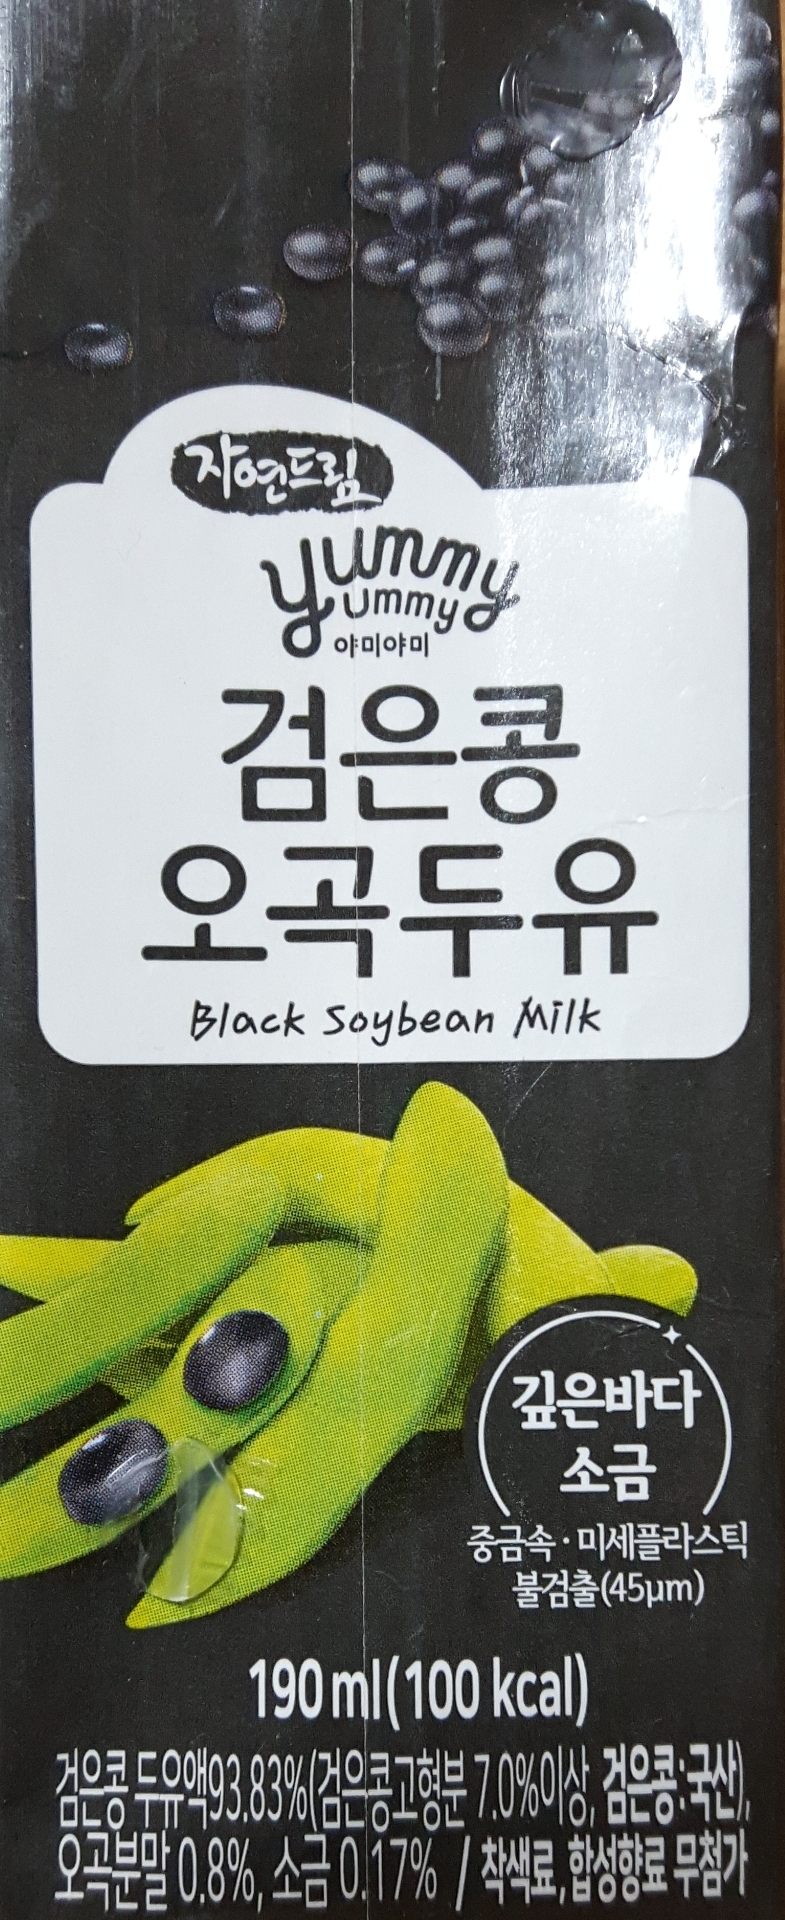 자연드림
yummy
yummy
야미야미
검은콩
오곡두유
Black Soybean Milk
깊은바다
소금
중금속·미세플라스틱
불검출(45μm)
190 ml(100 kcal)
검은콩 두유액93.83%(검은콩고형분 7.0%이상, 검은콩:국산),
오곡분말 0.8%, 소금 0.17% / 착색료, 합성향료 무첨가